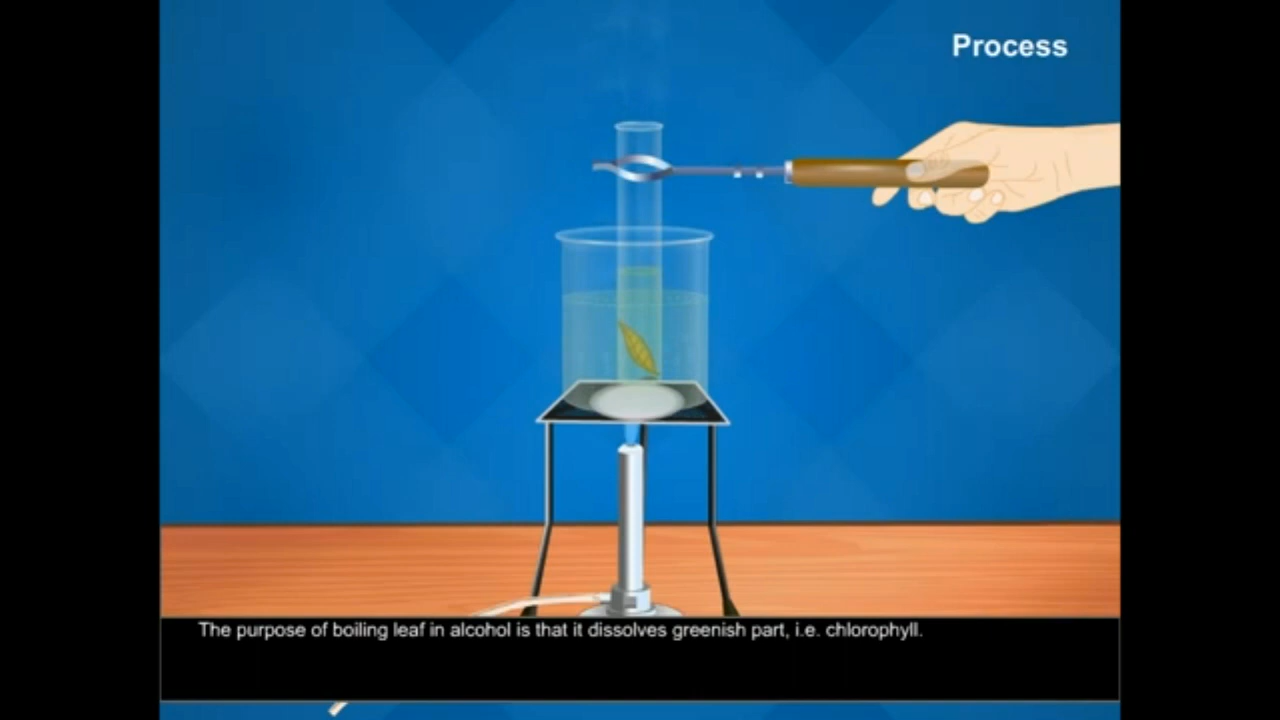 Process
The purpose of boiling leaf in alcohol is that it dissolves greenish part, i.e. chlorophyll.